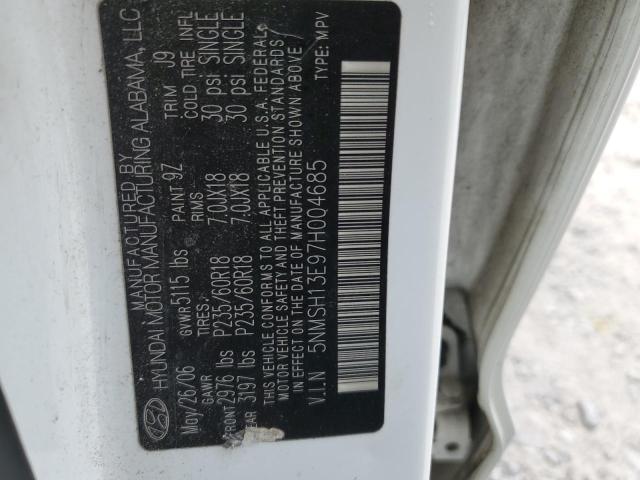 MANUFACTURED BY
HYUNDAI MOTOR MANUFACTURING ALABAMA, LLC
May/26/06 GVWR 5115 lbs PAINT 9Z TRIM J9
GAWR TIRES RIMS COLD TIRE INFL
FRONT 2976 lbs P235/60R18 7.0JX18 30 psi SINGLE
REAR 3197 lbs P235/60R18 7.0JX18 30 psi SINGLE
THIS VEHICLE CONFORMS TO ALL APPLICABLE U.S.A. FEDERAL
MOTOR VEHICLE SAFETY AND THEFT PREVENTION STANDARDS
IN EFFECT ON THE DATE OF MANUFACTURE SHOWN ABOVE
V.I.N 5NMSH13E97H004685 TYPE: MPV